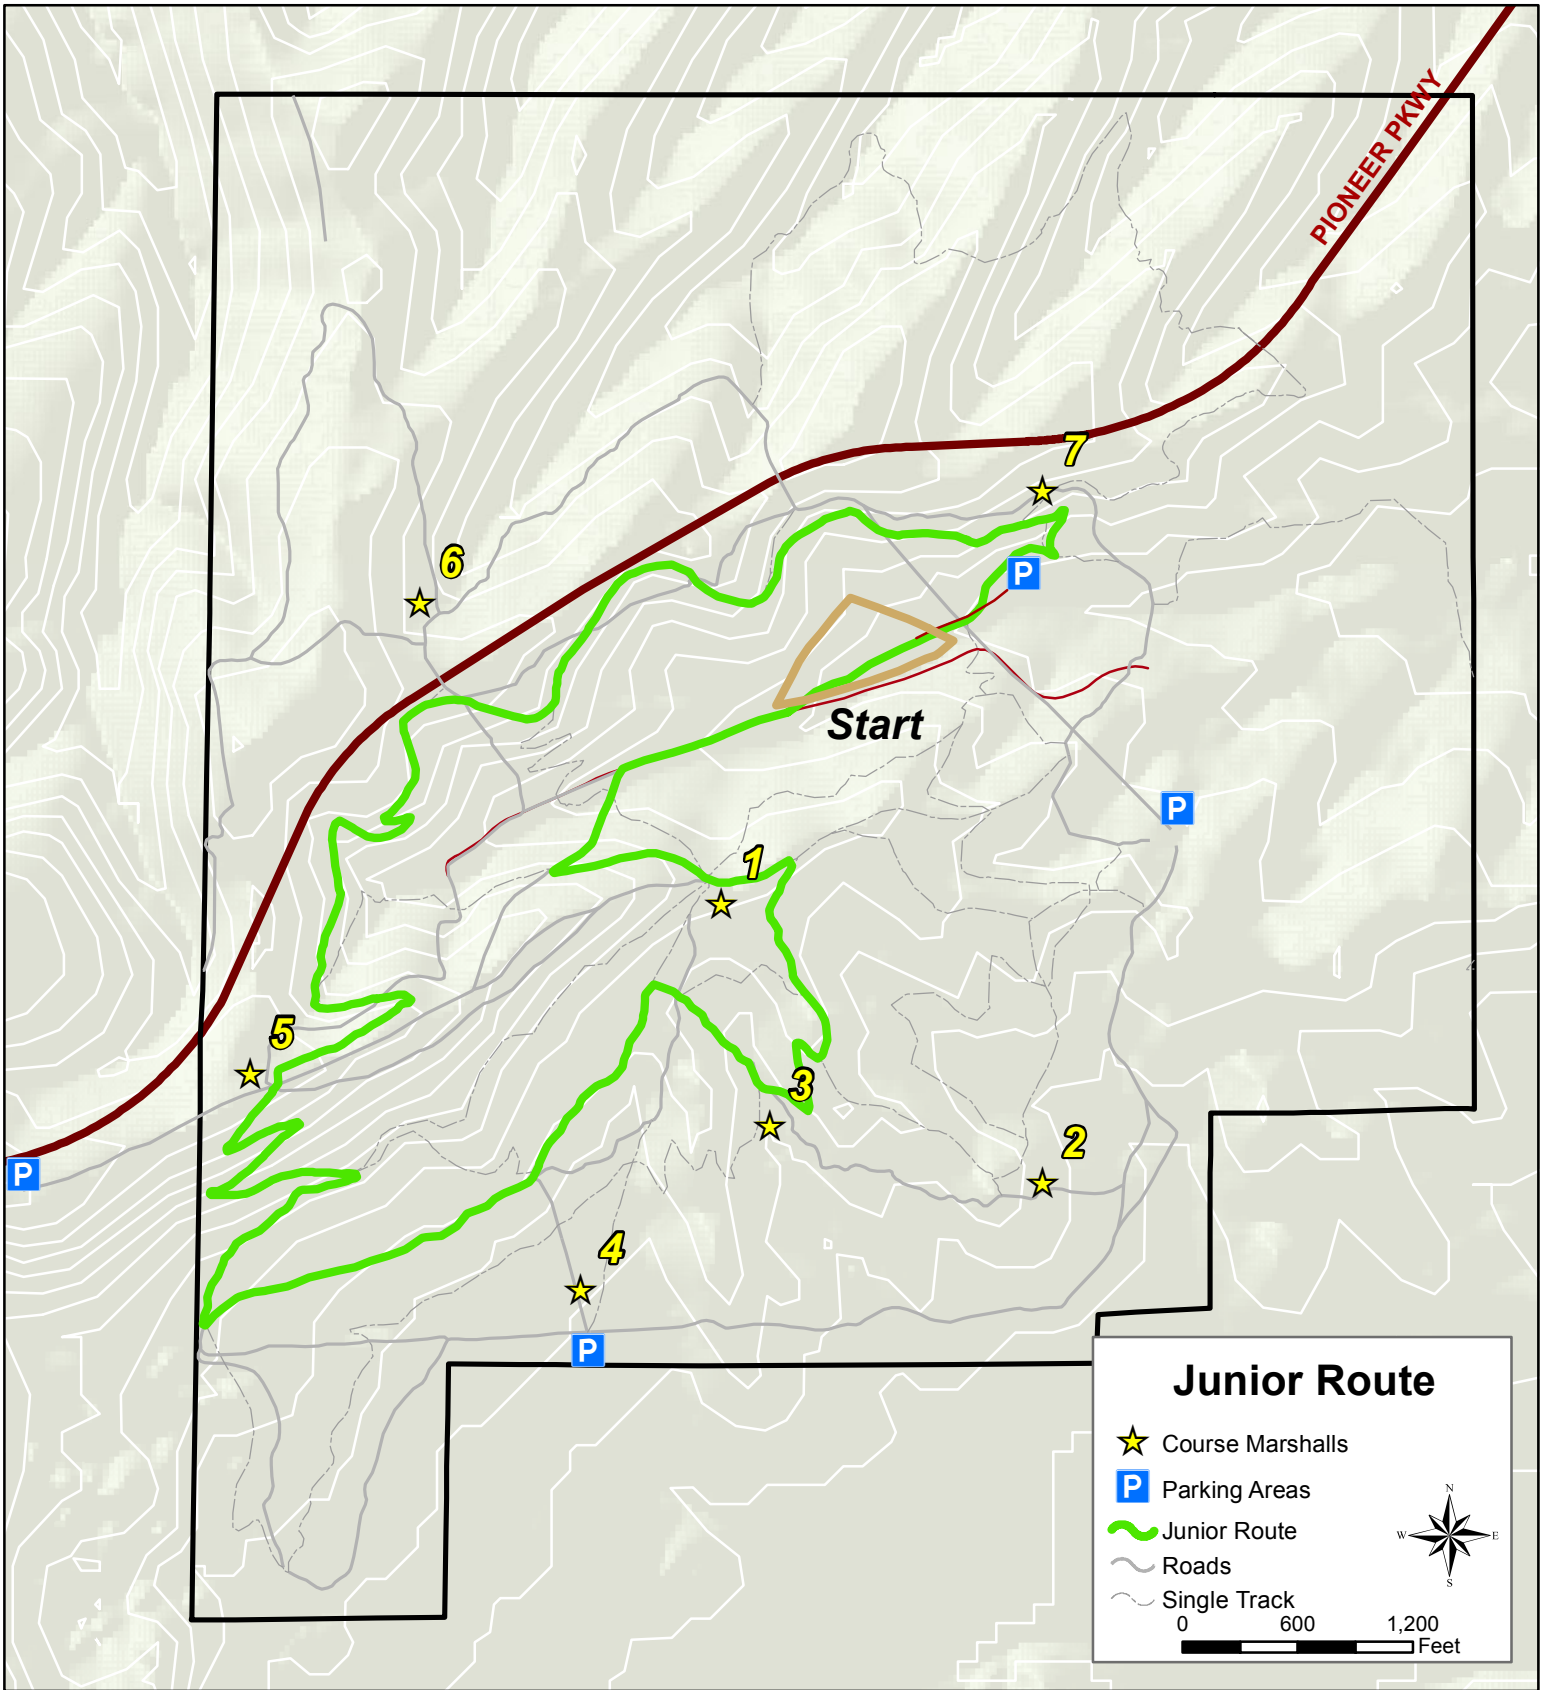 PIONEER PKWY
7
6
P
Start
P
1
5
3
2
P
4
P
Junior Route
Course Marshalls
P Parking Areas
Junior Route
Roads
Single Track
N
W E
S
0 600 1,200
Feet